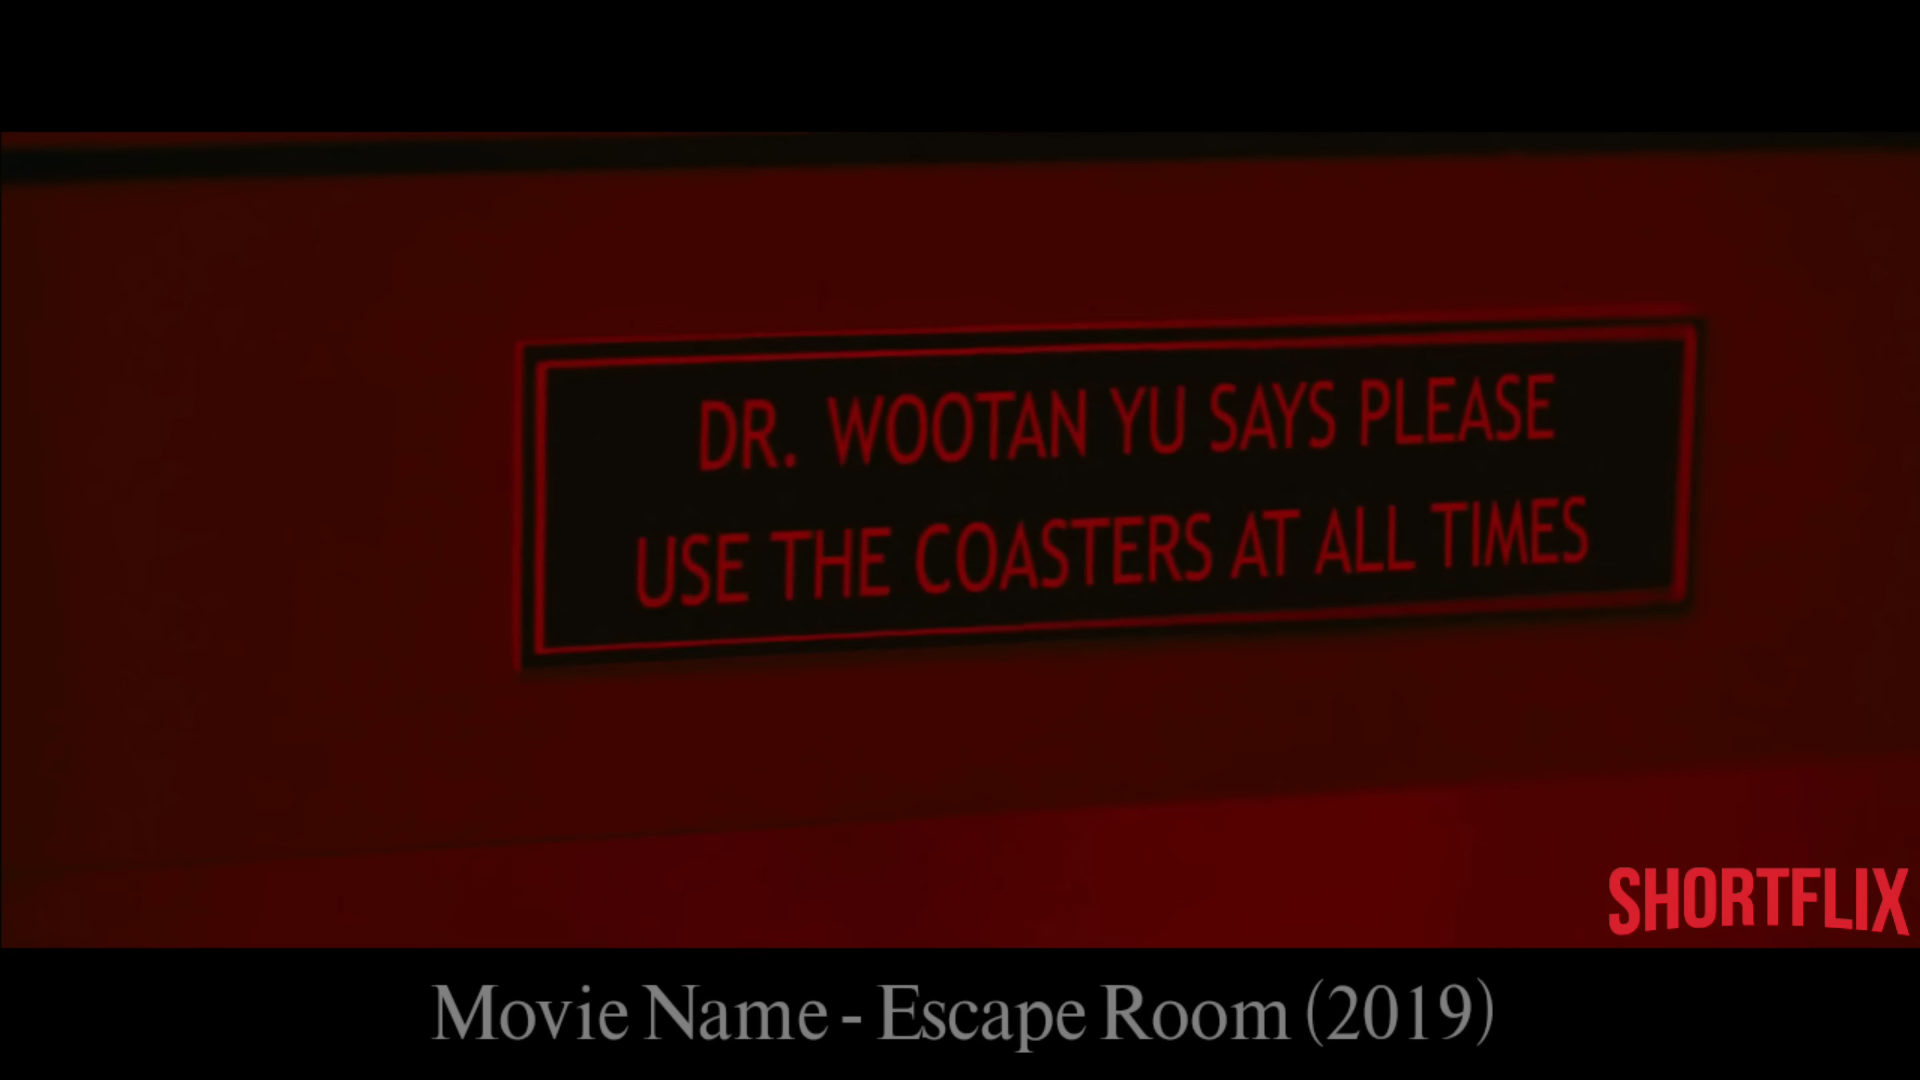 DR. WOOTAN YU SAYS PLEASE
USE THE COASTERS AT ALL TIMES
SHORTFLIX
Movie Name - Escape Room (2019)